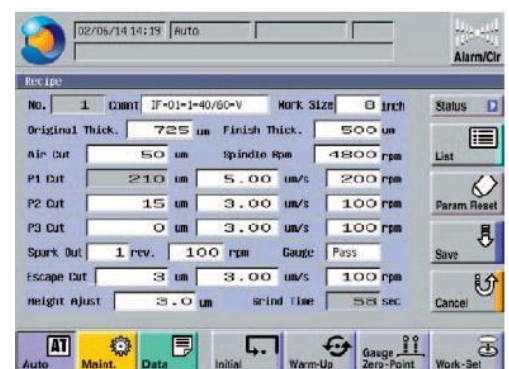 02/06/14 14:19 Auto
Alarm/Clr
Recipe
No. 1 Comnt IF-01-1-40/60-V Work Size 8 inch
Status
Original Thick. 725 um Finish Thick. 500 um
Air Cut 50 um Spindle Rpm 4800 rpm
List
P1 Cut 210 um 5.00 um/s 200 rpm
P2 Cut 15 um 3.00 um/s 100 rpm
Param Reset
P3 Cut 0 um 3.00 um/s 100 rpm
Spark Out 1 rev. 100 rpm Gauge Pass
Save
Escape Cut 3 um 3.00 um/s 100 rpm
Height Ajust 3.0 um Grind Time 58 sec
Cancel
A1
Auto Maint. Data Initial Warm-Up Gauge Zero-Point Work-Set